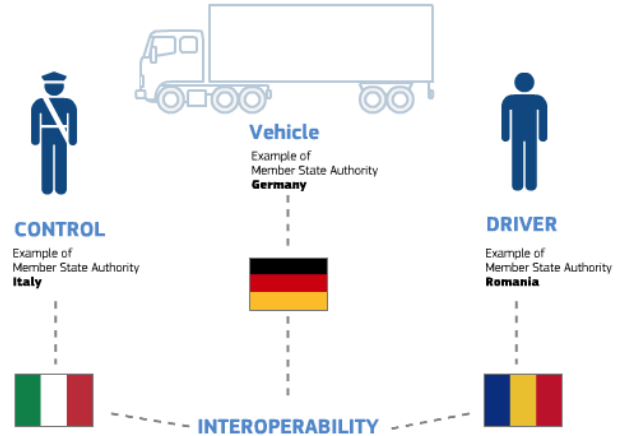 Vehicle
Example of
Member State Authority
Germany
CONTROL
Example of
Member State Authority
Italy
DRIVER
Example of
Member State Authority
Romania
INTEROPERABILITY